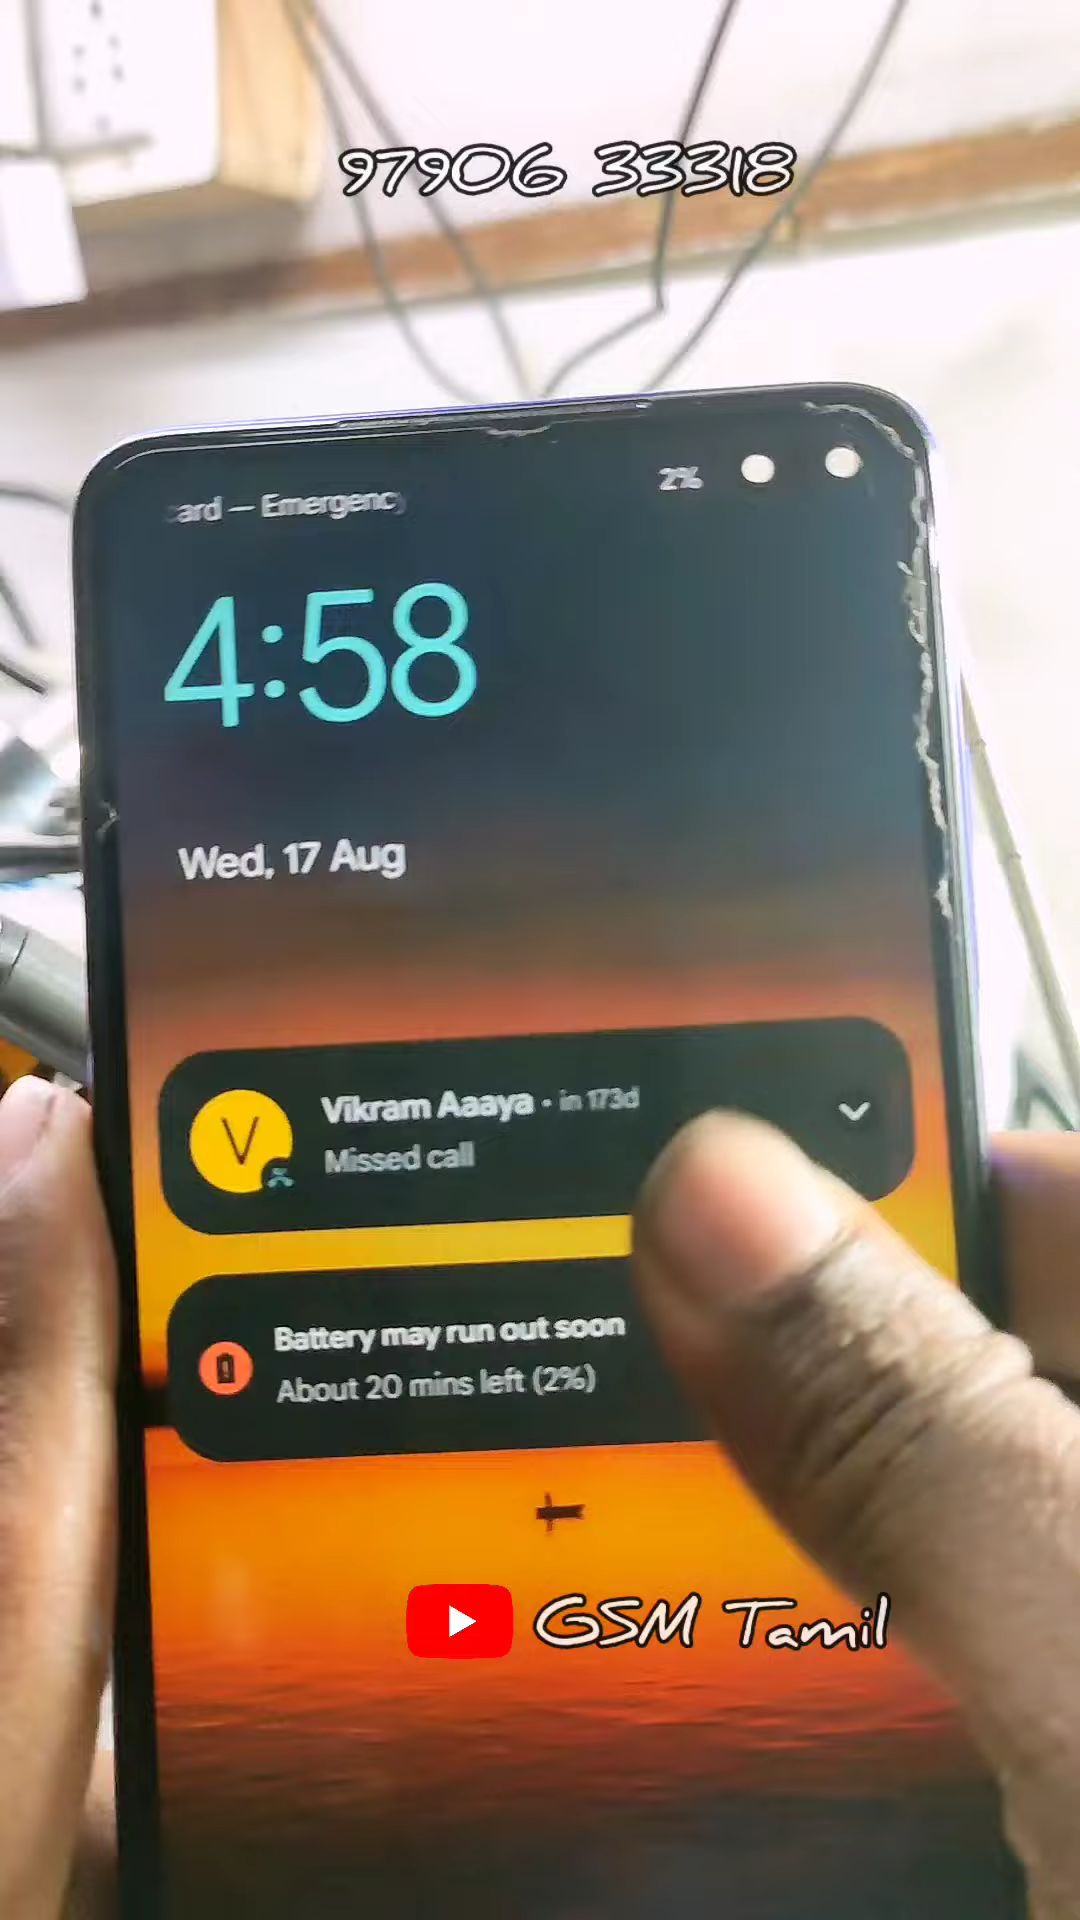 97906 33318
2%
ard – Emergenc
4:58
Wed, 17 Aug
Vikram Aaaya • in 173d
V
Missed call
Battery may run out soon
About 20 mins left (2%)
GSM Tamil